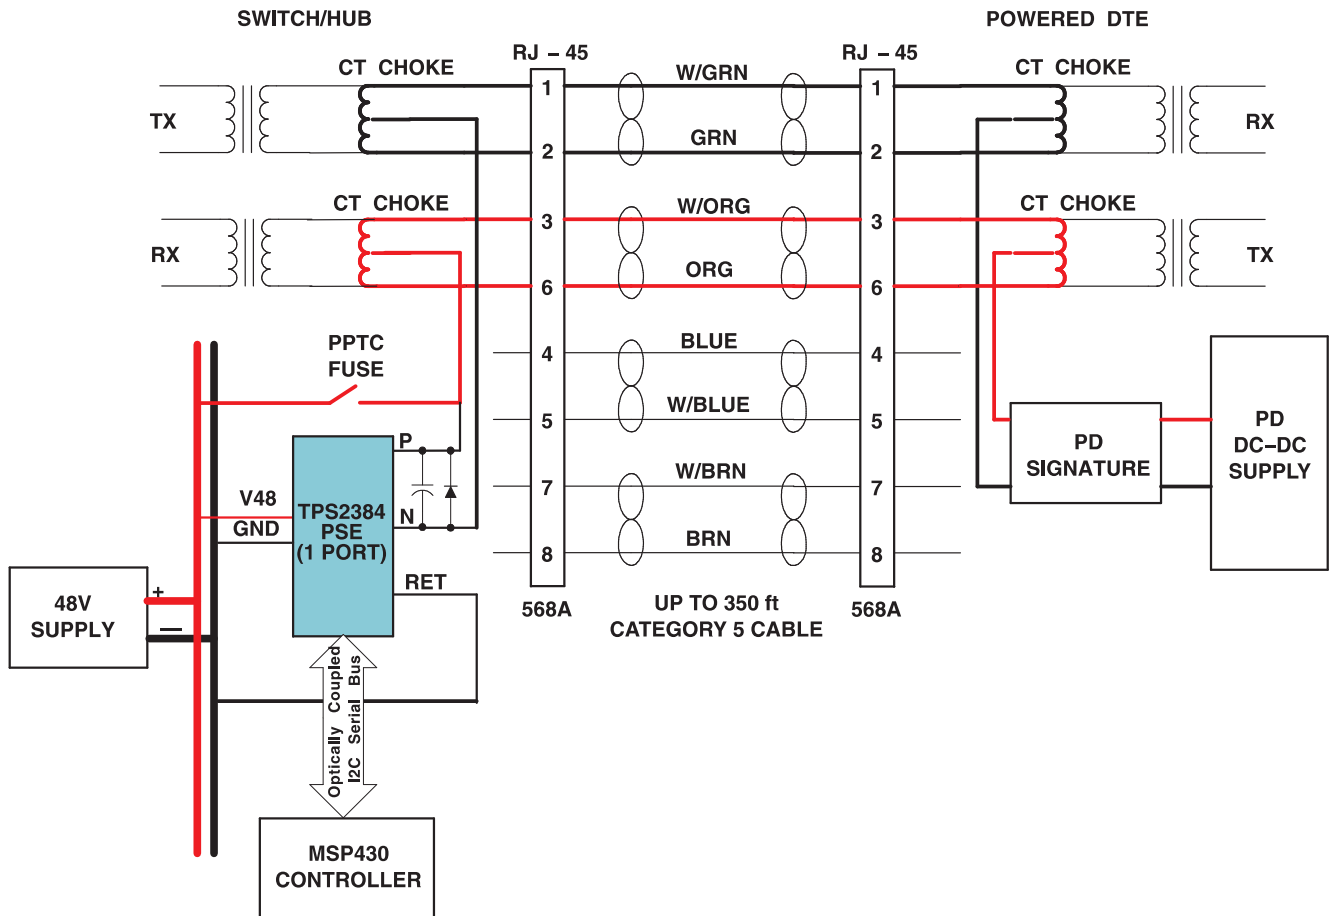 SWITCH/HUB
POWERED DTE
RJ – 45
RJ – 45
CT CHOKE
W/GRN
CT CHOKE
1
1
TX
RX
GRN
2
2
CT CHOKE
W/ORG
CT CHOKE
3
3
RX
TX
ORG
6
6
PPTC
FUSE
BLUE
4
4
W/BLUE
5
5
P
PD
SIGNATURE
PD
DC–DC
SUPPLY
W/BRN
7
7
V48
GND
TPS2384
PSE
(1 PORT)
N
BRN
8
8
RET
+
—
48V
SUPPLY
568A
568A
UP TO 350 ft
CATEGORY 5 CABLE
Optically Coupled
I2C Serial Bus
MSP430
CONTROLLER